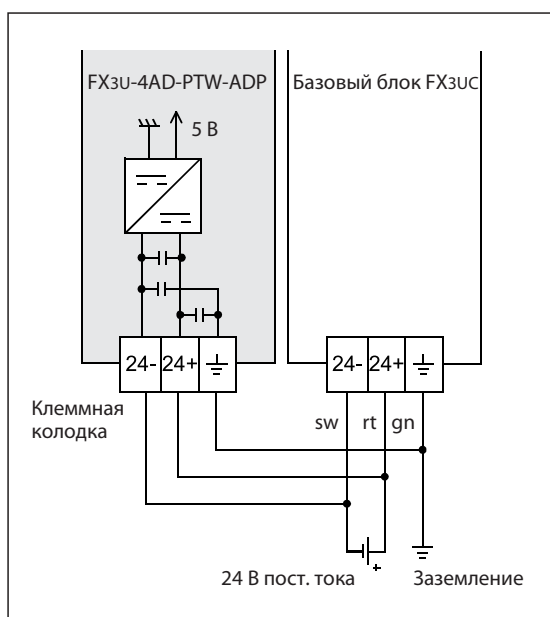 FX3U-4AD-PTW-ADP
Базовый блок FX3UC
5 В
24- 24+
24- 24+
Клеммная
колодка
sw rt gn
+
24 В пост. тока
Заземление